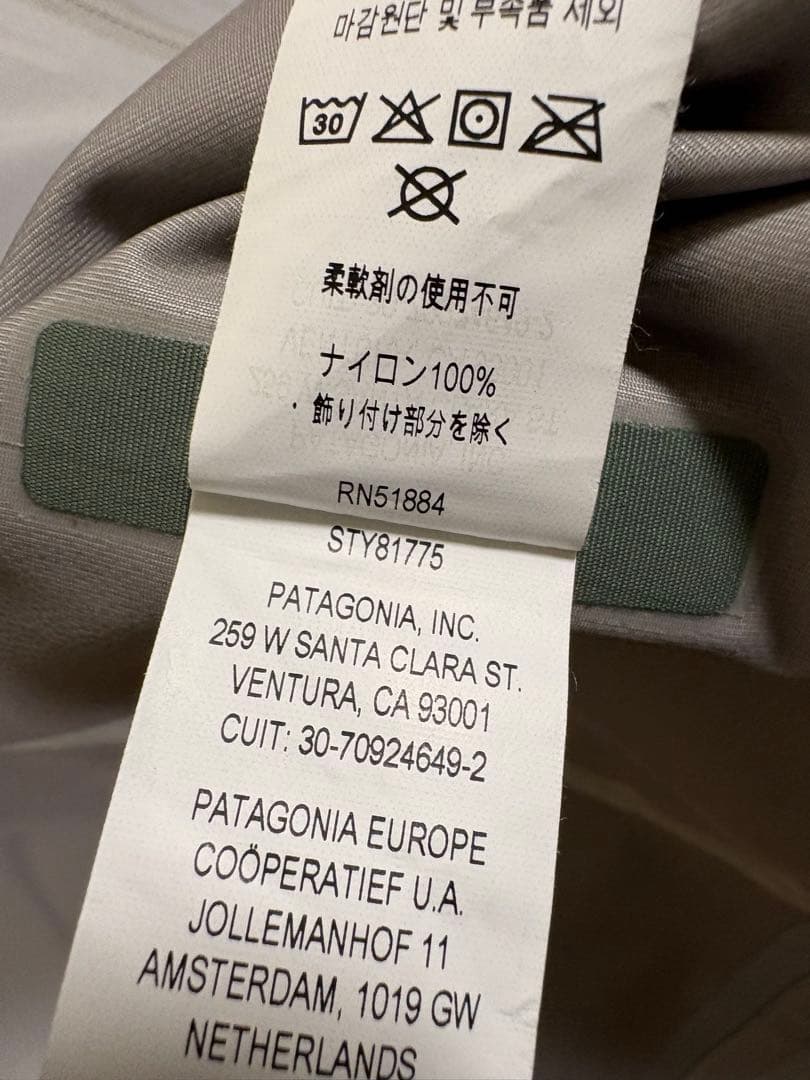 마감원단 및 부속품 제외
30
柔軟剤の使用不可
ナイロン100%
・飾り付け部分を除く
RN51884
STY81775
PATAGONIA, INC.
259 W SANTA CLARA ST.
VENTURA, CA 93001
CUIT: 30-70924649-2
PATAGONIA EUROPE
COÖPERATIEF U.A.
JOLLEMANHOF 11
AMSTERDAM, 1019 GW
NETHERLANDS